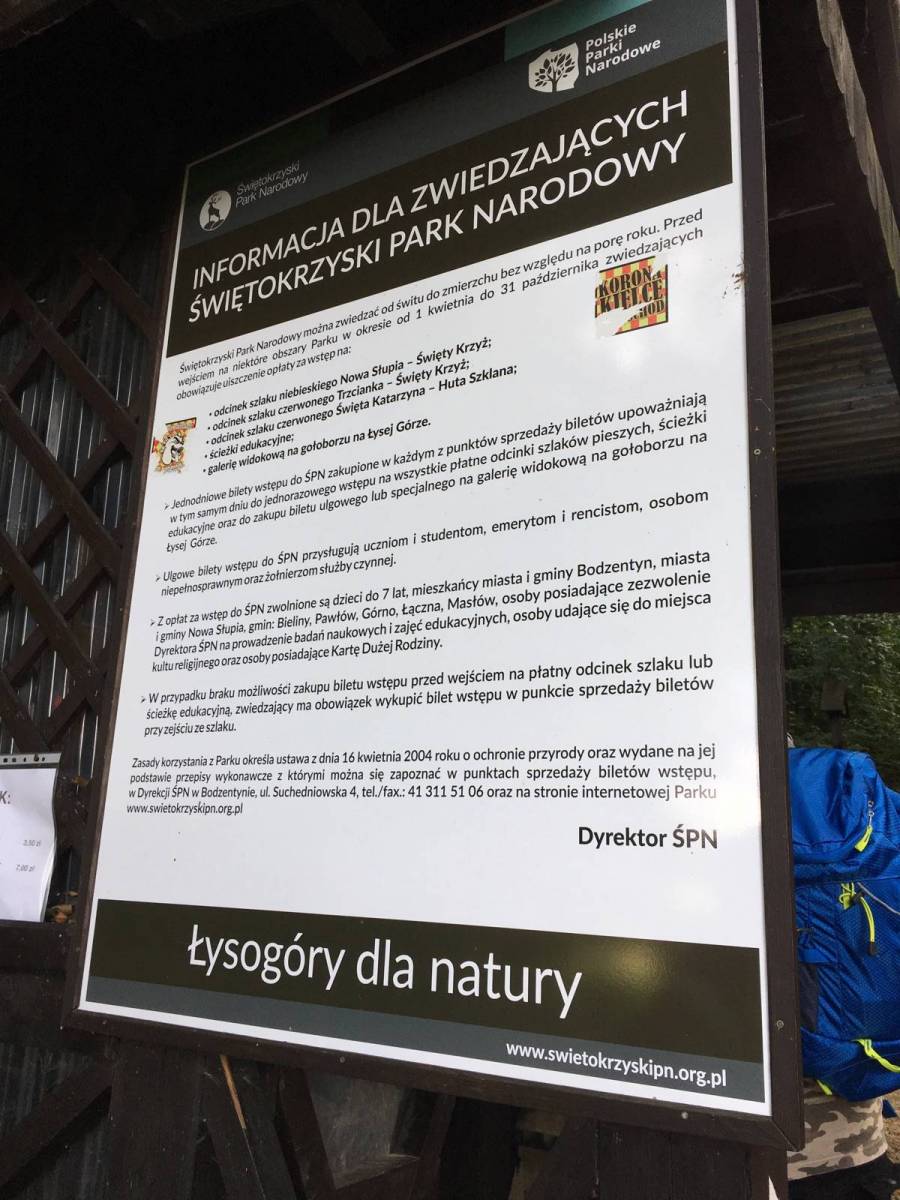 Polskie
Parki
Narodowe
Świętokrzyski
Park Narodowy
INFORMACJA DLA ZWIEDZAJĄCYCH
ŚWIĘTOKRZYSKI PARK NARODOWY
Świętokrzyski Park Narodowy można zwiedzać od świtu do zmierzchu bez względu na porę roku. Przed
wejściem na niektóre obszary Parku w okresie od 1 kwietnia do 31 października zwiedzających
obowiązuje uiszczenie opłaty za wstęp na:
• odcinek szlaku niebieskiego Nowa Słupia – Święty Krzyż;
• odcinek szlaku czerwonego Trzcianka – Święty Krzyż;
• odcinek szlaku czerwonego Święta Katarzyna – Huta Szklana;
• ścieżki edukacyjne;
• galerię widokową na gołoborzu na Łysej Górze.
KORONA
KIELCE
➢ Jednodniowe bilety wstępu do ŚPN zakupione w każdym z punktów sprzedaży biletów upoważniają
w tym samym dniu do jednorazowego wstępu na wszystkie płatne odcinki szlaków pieszych, ścieżki
edukacyjne oraz do zakupu biletu ulgowego lub specjalnego na galerię widokową na gołoborzu na
Łysej Górze.
➢ Ulgowe bilety wstępu do ŚPN przysługują uczniom i studentom, emerytom i rencistom, osobom
niepełnosprawnym oraz żołnierzom służby czynnej.
➢ Z opłat za wstęp do ŚPN zwolnione są dzieci do 7 lat, mieszkańcy miasta i gminy Bodzentyn, miasta
i gminy Nowa Słupia, gmin: Bieliny, Pawłów, Górno, Łączna, Masłów, osoby posiadające zezwolenie
Dyrektora ŚPN na prowadzenie badań naukowych i zajęć edukacyjnych, osoby udające się do miejsca
kultu religijnego oraz osoby posiadające Kartę Dużej Rodziny.
➢ W przypadku braku możliwości zakupu biletu wstępu przed wejściem na płatny odcinek szlaku lub
ścieżkę edukacyjną, zwiedzający ma obowiązek wykupić bilet wstępu w punkcie sprzedaży biletów
przy zejściu ze szlaku.
Zasady korzystania z Parku określa ustawa z dnia 16 kwietnia 2004 roku o ochronie przyrody oraz wydane na jej
podstawie przepisy wykonawcze z którymi można się zapoznać w punktach sprzedaży biletów wstępu,
w Dyrekcji ŚPN w Bodzentynie, ul. Suchedniowska 4, tel./fax.: 41 311 51 06 oraz na stronie internetowej Parku
www.swietokrzyskipn.org.pl
Dyrektor ŚPN
K:
3,50 zł
7,00 zł
Łysogóry dla natury
www.swietokrzyskipn.org.pl